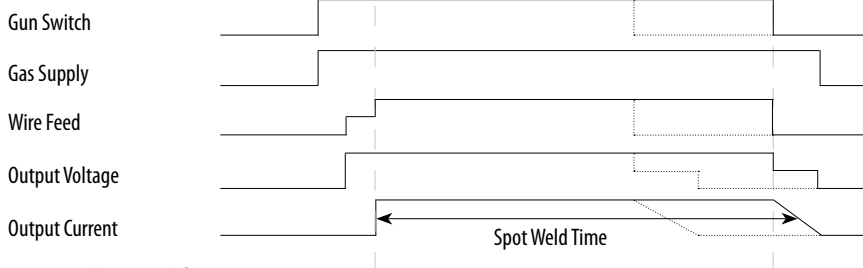 Gun Switch
Gas Supply
Wire Feed
Output Voltage
Output Current
Spot Weld Time